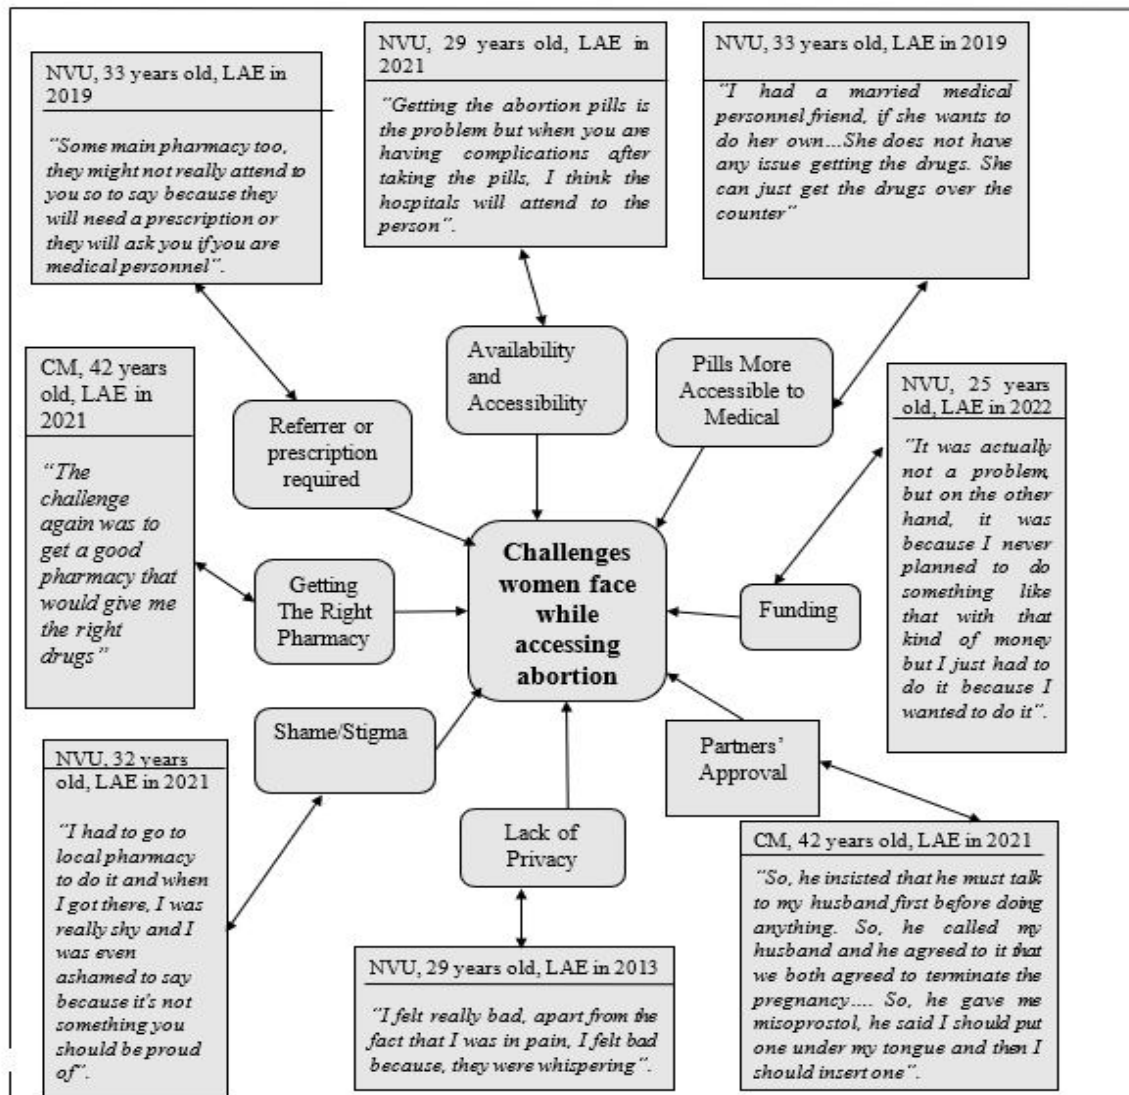 NVU, 33 years old, LAE in
2019
"Some main pharmacy too,
they might not really attend to
you so to say because they
will need a prescription or
they will ask you if you are
medical personnel".
NVU, 29 years old, LAE in
2021
"Getting the abortion pills is
the problem but when you are
having complications after
taking the pills, I think the
hospitals will attend to the
person".
NVU, 33 years old, LAE in 2019
"I had a married medical
personnel friend, if she wants to
do her own...She does not have
any issue getting the drugs. She
can just get the drugs over the
counter"
Referrer or
prescription
required
Availability
and
Accessibility
Pills More
Accessible to
Medical
CM, 42 years
old, LAE in
2021
"The
challenge
again was to
get a good
pharmacy that
would give me
the right
drugs"
Getting
The Right
Pharmacy
Challenges
women face
while
accessing
abortion
Funding
NVU, 25 years
old, LAE in 2022
"It was actually
not a problem,
but on the other
hand, it was
because I never
planned to do
something like
that with that
kind of money
but I just had to
do it because I
wanted to do it".
Shame/Stigma
Partners'
Approval
Lack of
Privacy
NVU, 32 years
old, LAE in 2021
"I had to go to
local pharmacy
to do it and when
I got there, I was
really shy and I
was even
ashamed to say
because it's not
something you
should be proud
of".
NVU, 29 years old, LAE in 2013
"I felt really bad, apart from the
fact that I was in pain, I felt bad
because, they were whispering".
CM, 42 years old, LAE in 2021
"So, he insisted that he must talk
to my husband first before doing
anything. So, he called my
husband and he agreed to it that
we both agreed to terminate the
pregnancy.... So, he gave me
misoprostol, he said I should put
one under my tongue and then I
should insert one".